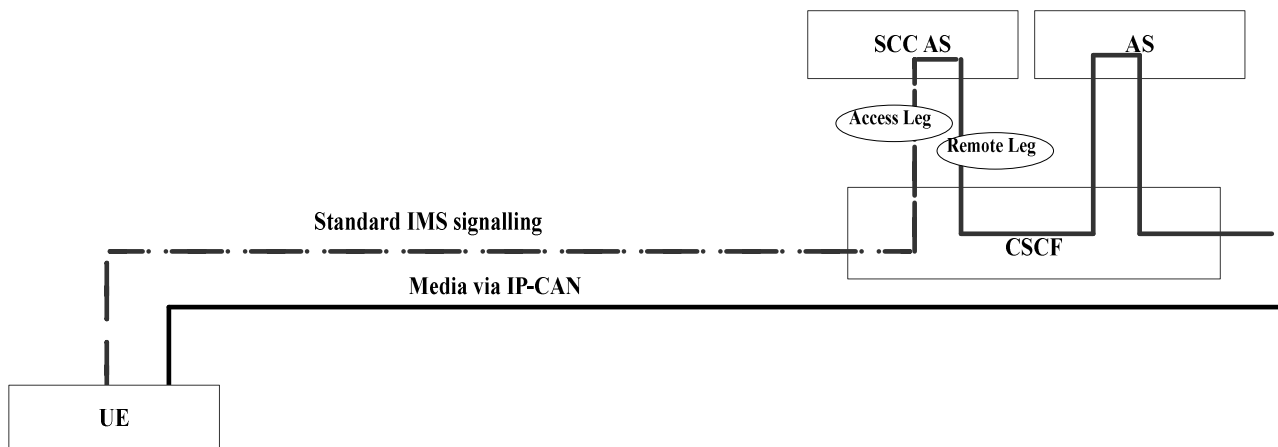 SCC AS
AS
Access Leg
Remote Leg
Standard IMS signalling
CSCF
Media via IP-CAN
UE